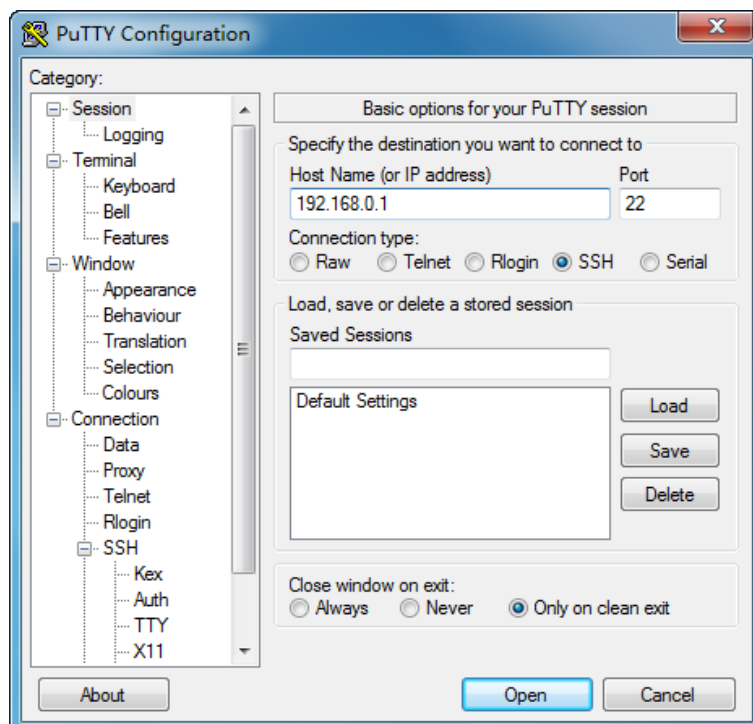 PuTTY Configuration
Category:
Session
Logging
Terminal
Keyboard
Bell
Features
Window
Appearance
Behaviour
Translation
Selection
Colours
Connection
Data
Proxy
Telnet
Rlogin
SSH
Kex
Auth
TTY
X11
Basic options for your PuTTY session
Specify the destination you want to connect to
Host Name (or IP address) Port
192.168.0.1 22
Connection type:
Raw Telnet Rlogin SSH Serial
Load, save or delete a stored session
Saved Sessions
Default Settings
Load
Save
Delete
Close window on exit:
Always Never Only on clean exit
About Open Cancel